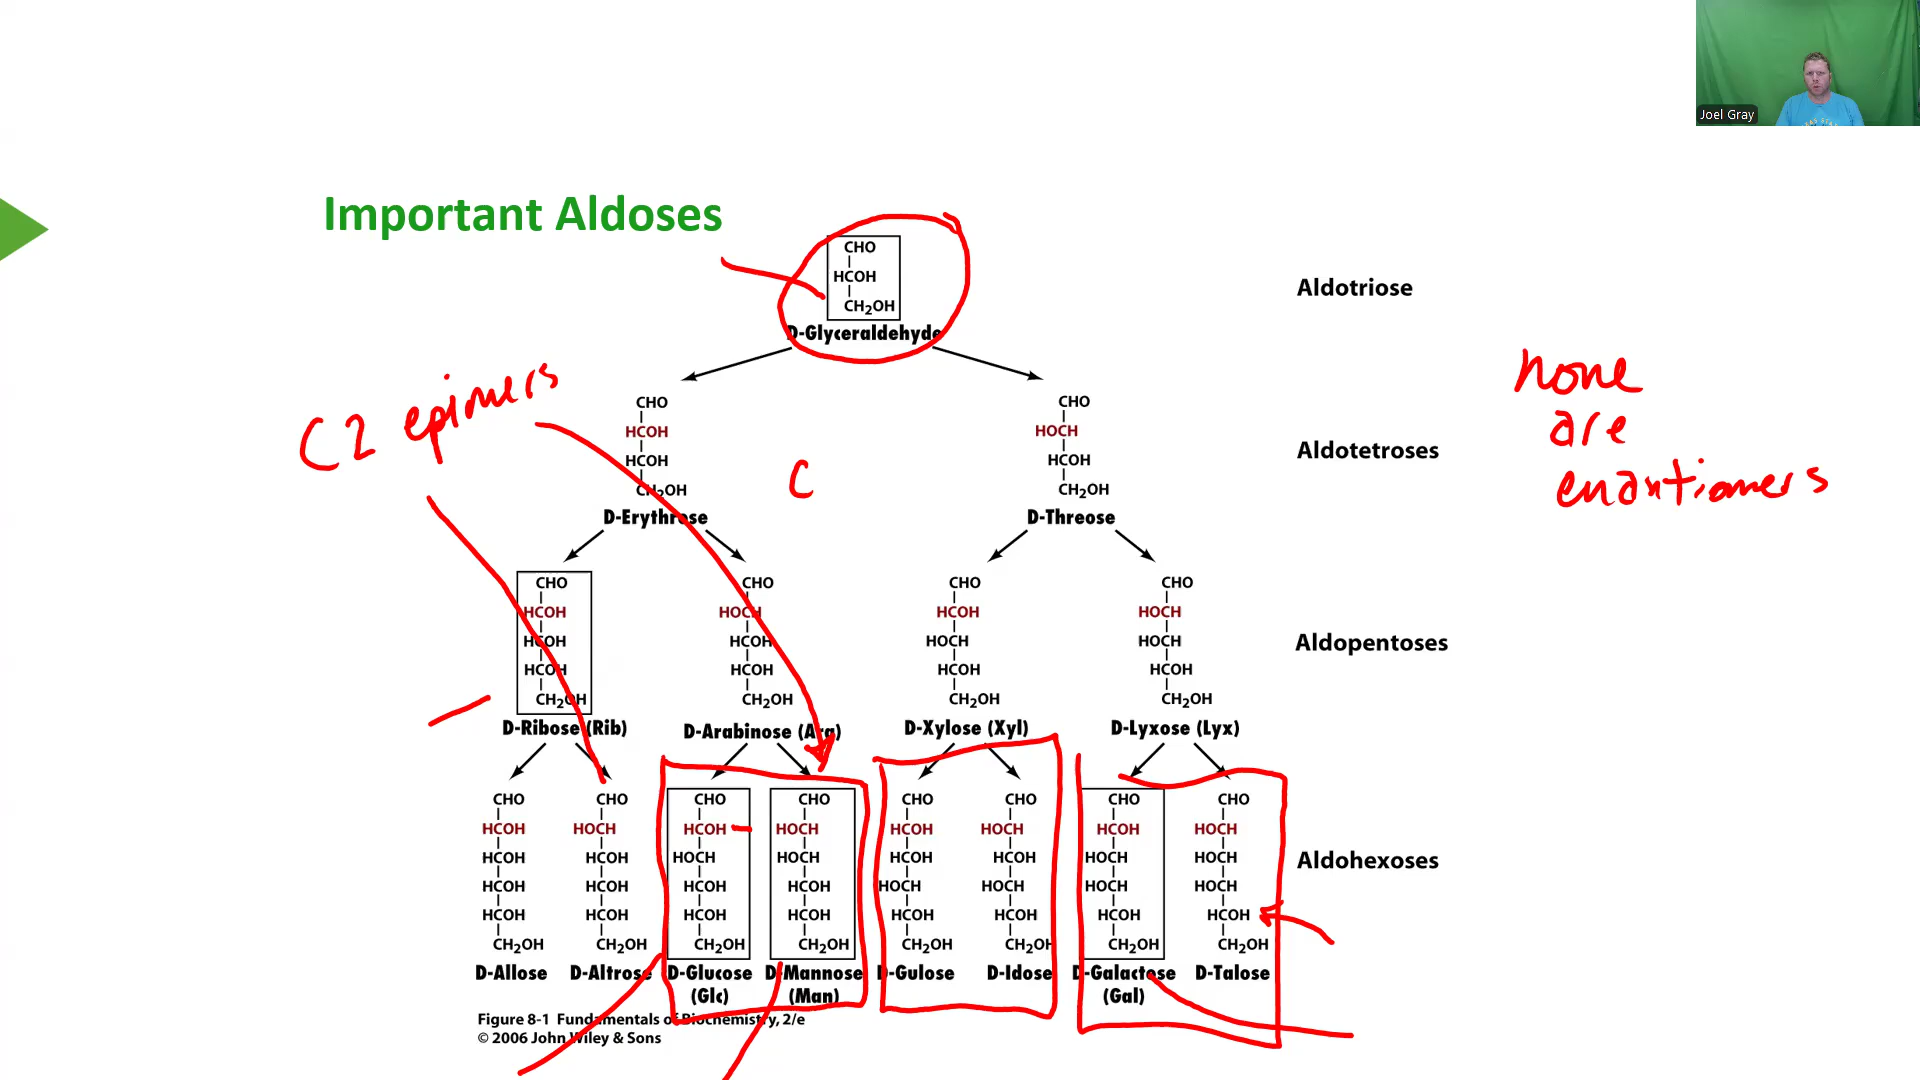 Joel Gray
Important Aldoses
CHO
HCOH
CH₂OH
D-Glyceraldehyde
Aldotriose
none
are
enantiomers
C2 epimers
C
CHO CHO
HCOH HOCH
HCOH HCOH
CH₂OH CH₂OH
D-Erythrose D-Threose
Aldotetroses
CHO CHO CHO CHO
HCOH HOCH HCOH HOCH
HCOH HCOH HOCH HOCH
HCOH HCOH HCOH HCOH
CH₂OH CH₂OH CH₂OH CH₂OH
D-Ribose (Rib) D-Arabinose (Ara) D-Xylose (Xyl) D-Lyxose (Lyx)
Aldopentoses
CHO CHO CHO CHO CHO CHO CHO CHO
HCOH HOCH HCOH HOCH HCOH HOCH HCOH HOCH
HCOH HCOH HOCH HOCH HCOH HCOH HOCH HOCH
HCOH HCOH HCOH HCOH HOCH HOCH HOCH HOCH
HCOH HCOH HCOH HCOH HCOH HCOH HCOH HCOH
CH₂OH CH₂OH CH₂OH CH₂OH CH₂OH CH₂OH CH₂OH CH₂OH
D-Allose D-Altrose D-Glucose D-Mannose D-Gulose D-Idose D-Galactose D-Talose
(Glc) (Man) (Gal)
Aldohexoses
Figure 8-1 Fundamentals of Biochemistry, 2/e
© 2006 John Wiley & Sons